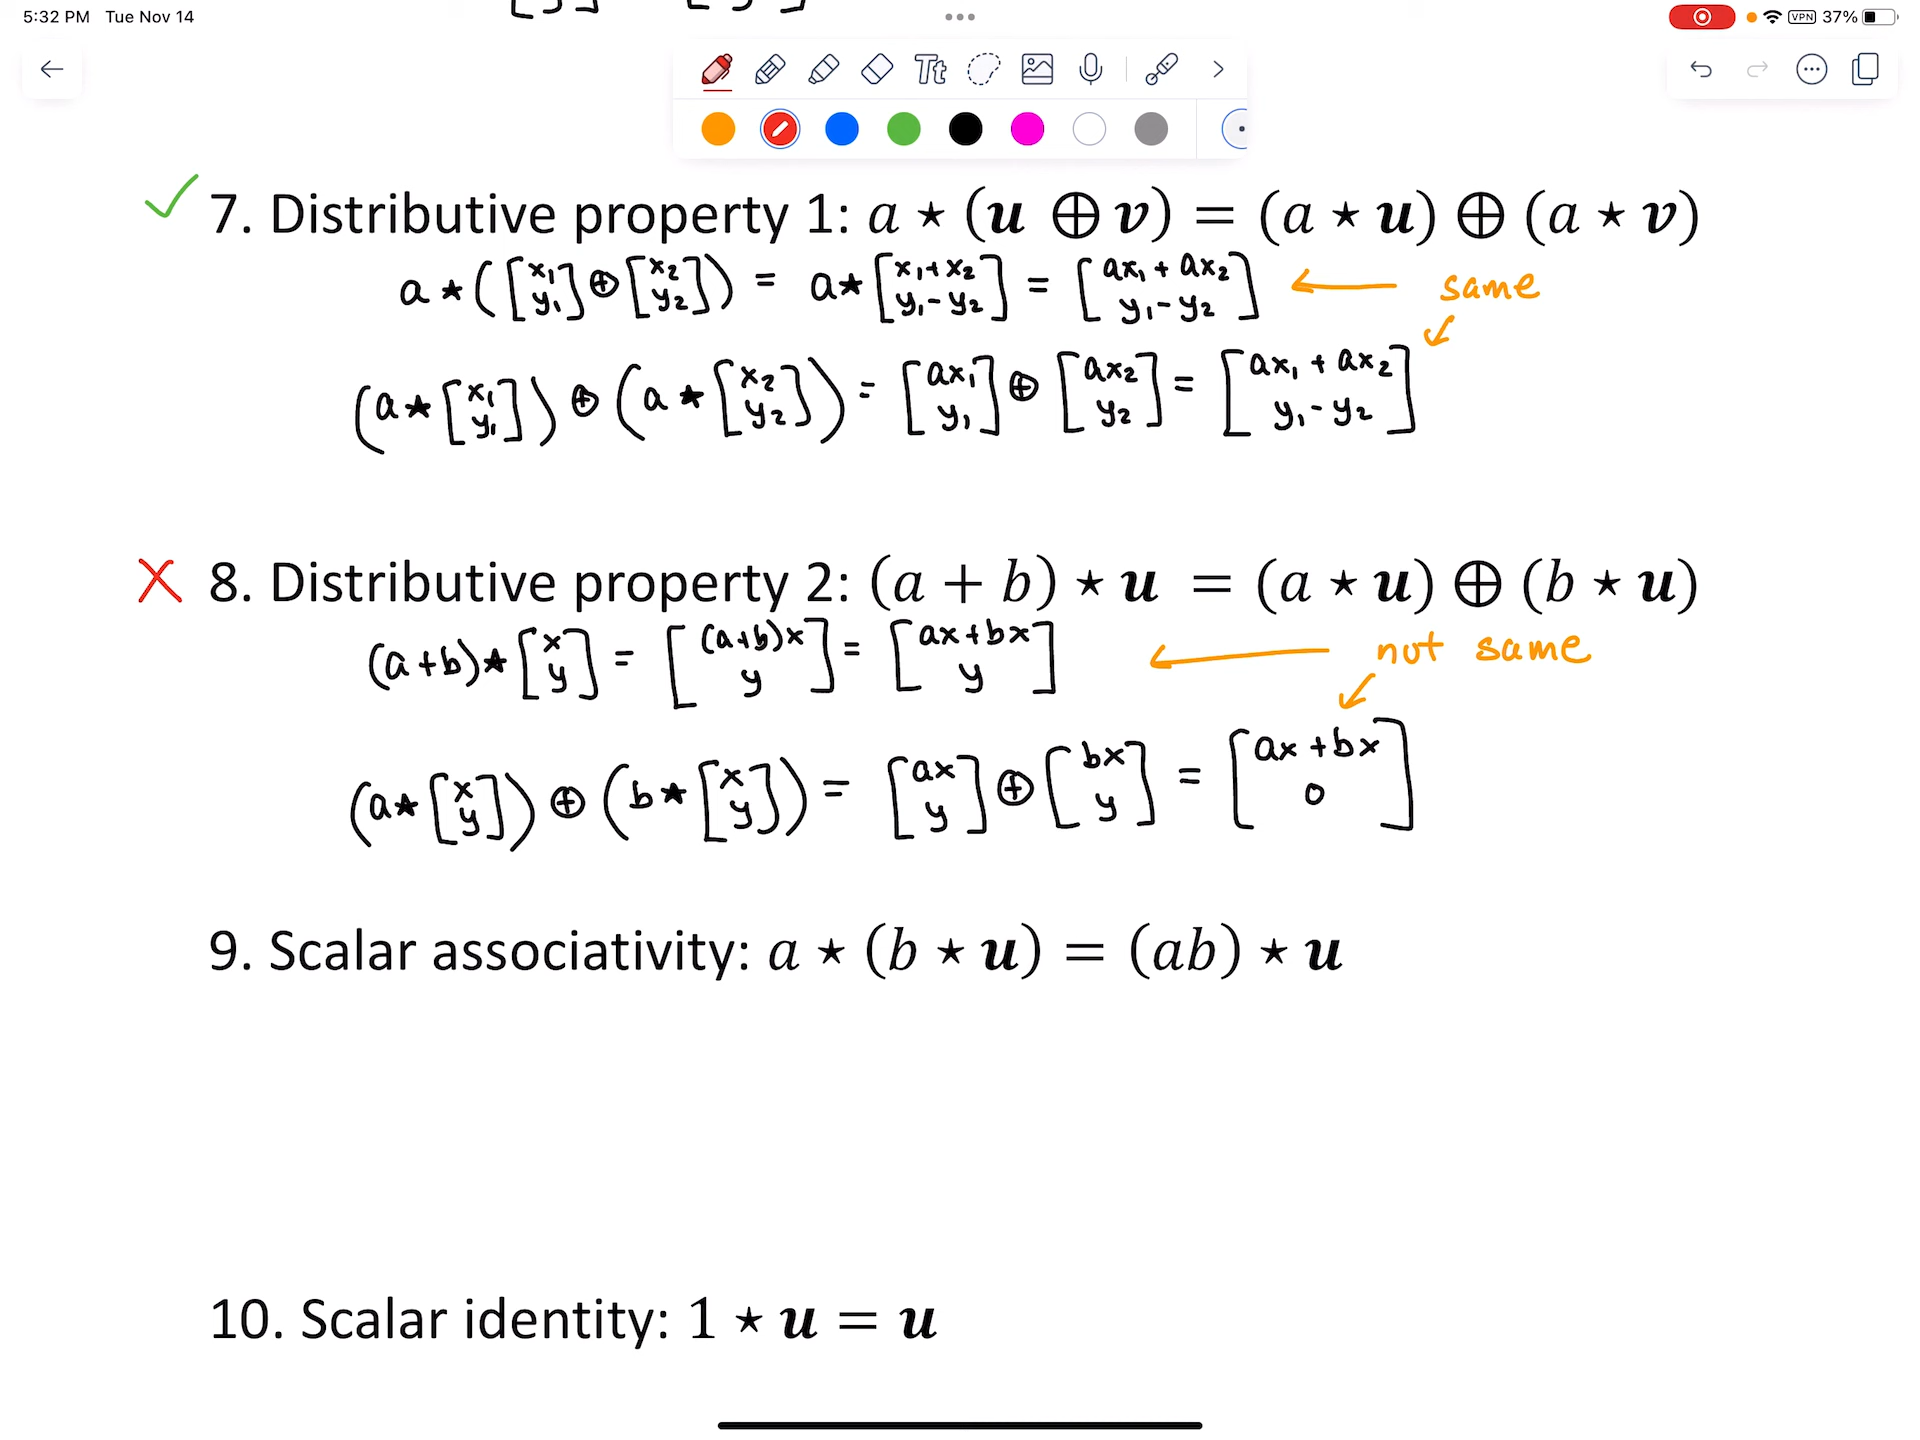 5:32 PM Tue Nov 14
VPN 37%
Tt
7. Distributive property 1: a ⋆ (u ⊕ v) = (a ⋆ u) ⊕ (a ⋆ v)
a ⋆ ([x₁ y₁] ⊕ [x₂ y₂]) = a ⋆ [x₁+x₂ y₁-y₂] = [ax₁ + ax₂ y₁-y₂] ← same
(a ⋆ [x₁ y₁]) ⊕ (a ⋆ [x₂ y₂]) = [ax₁ y₁] ⊕ [ax₂ y₂] = [ax₁ + ax₂ y₁-y₂]
8. Distributive property 2: (a + b) ⋆ u = (a ⋆ u) ⊕ (b ⋆ u)
(a+b) ⋆ [x y] = [(a+b)x y] = [ax+bx y] ← not same
(a ⋆ [x y]) ⊕ (b ⋆ [x y]) = [ax y] ⊕ [bx y] = [ax+bx 0]
9. Scalar associativity: a ⋆ (b ⋆ u) = (ab) ⋆ u
10. Scalar identity: 1 ⋆ u = u